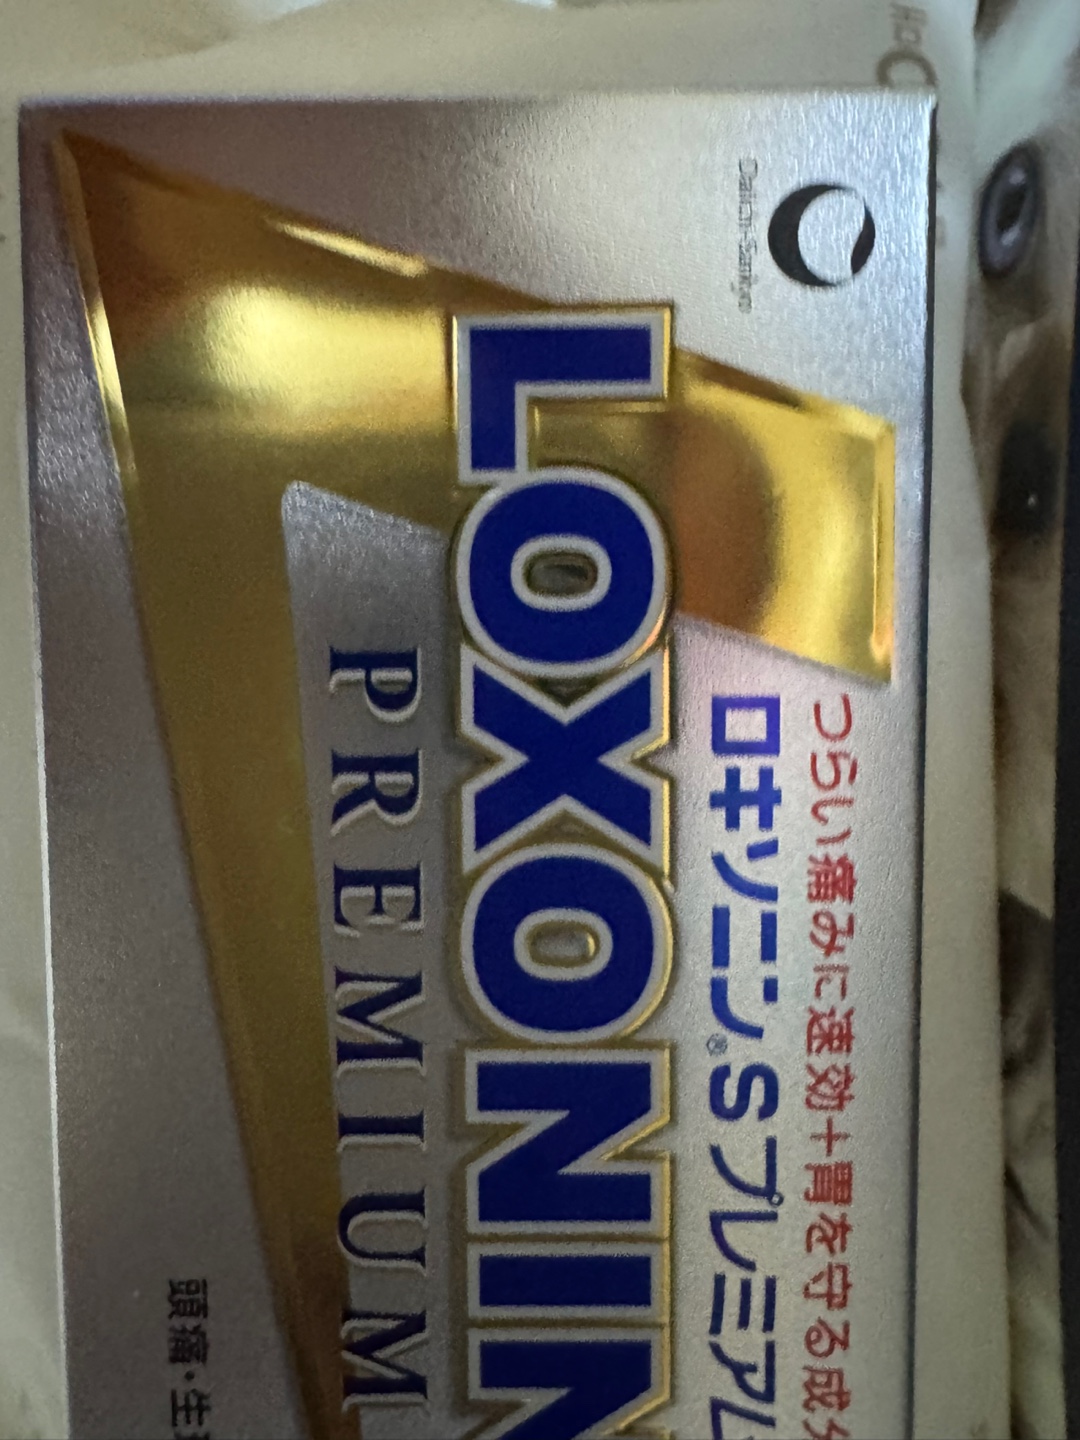 Daiichi-Sankyo
つらい痛みに速効+胃を守る成分
ロキソニン®Sプレミアム
LOXONIN
PREMIUM
頭痛・生